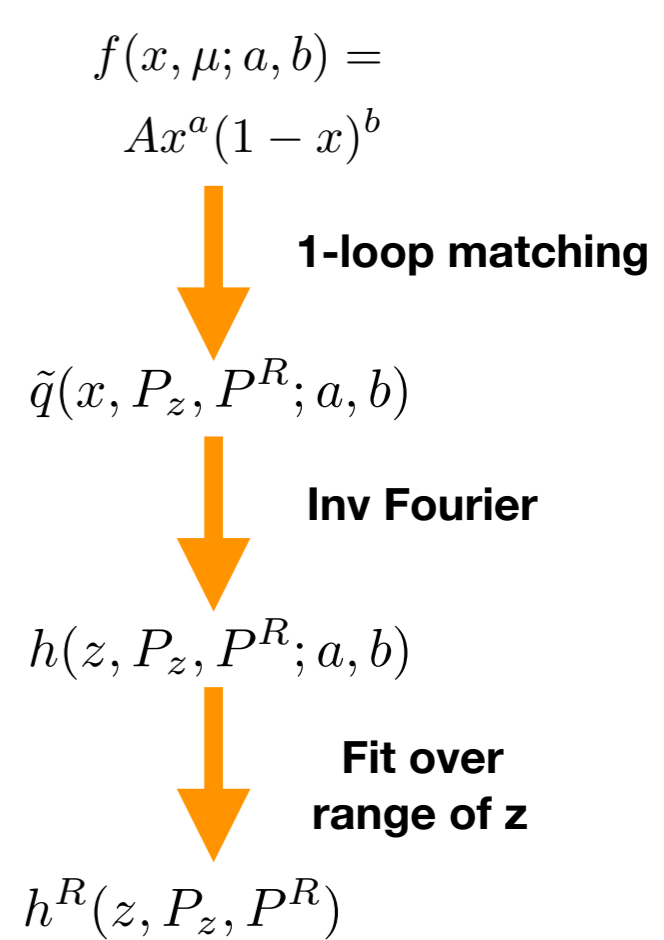 f(x, μ; a, b) =
Ax^a(1 − x)^b
1-loop matching
q̃(x, P_z, P^R; a, b)
Inv Fourier
h(z, P_z, P^R; a, b)
Fit over
range of z
h^R(z, P_z, P^R)